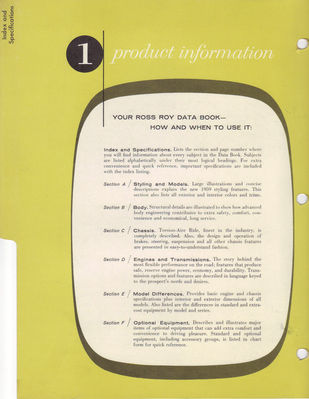 Index and
Specifications
1 product information
YOUR ROSS ROY DATA BOOK—
HOW AND WHEN TO USE IT:
Index and Specifications. Lists the section and page number where
you will find information about every subject in the Data Book. Subjects
are listed alphabetically under their most logical headings. For extra
convenience and quick reference, important specifications are included
with the index listing.
Section A / Styling and Models. Large illustrations and concise
descriptions explain the new 1959 styling features. This
section also lists all exterior and interior colors and trims.
Section B / Body. Structural details are illustrated to show how advanced
body engineering contributes to extra safety, comfort, con-
venience and economical, long service.
Section C / Chassis. Torsion-Aire Ride, finest in the industry, is
completely described. Also, the design and operation of
brakes, steering, suspension and all other chassis features
are presented in easy-to-understand fashion.
Section D / Engines and Transmissions. The story behind the
most flexible performance on the road; features that produce
safe, reserve engine power, economy, and durability. Trans-
mission options and features are described in language keyed
to the prospect's needs and desires.
Section E / Model Differences. Provides basic engine and chassis
specifications plus interior and exterior dimensions of all
models. Also listed are the differences in standard and extra-
cost equipment by model and series.
Section F / Optional Equipment. Describes and illustrates major
items of optional equipment that can add extra comfort and
convenience to driving pleasure. Standard and optional
equipment, including accessory groups, is listed in chart
form for quick reference.